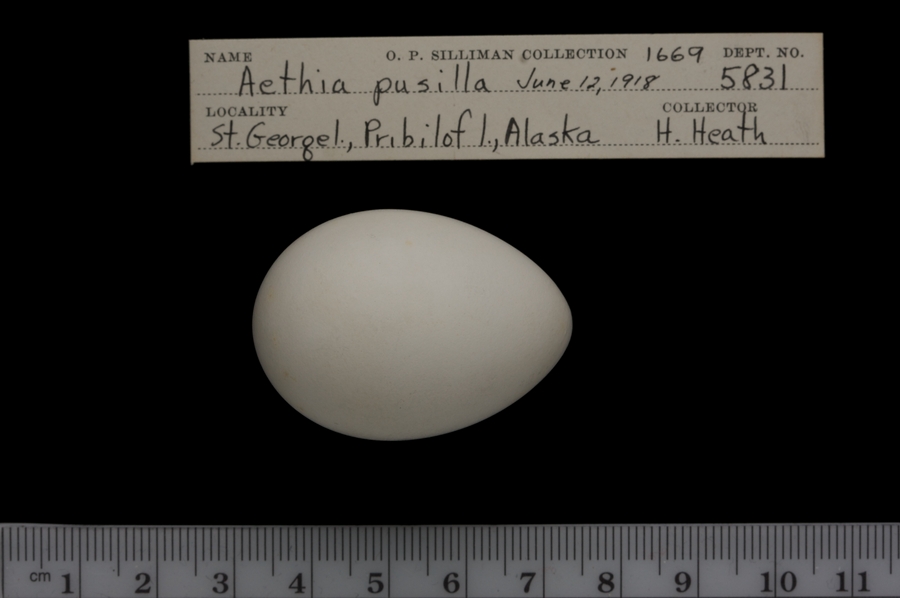 NAME O. P. SILLIMAN COLLECTION 1669 DEPT. NO.
Aethia pusilla June 12, 1918 5831
LOCALITY COLLECTOR
St. George I., Pribilof I., Alaska H. Heath
cm 1 2 3 4 5 6 7 8 9 10 11